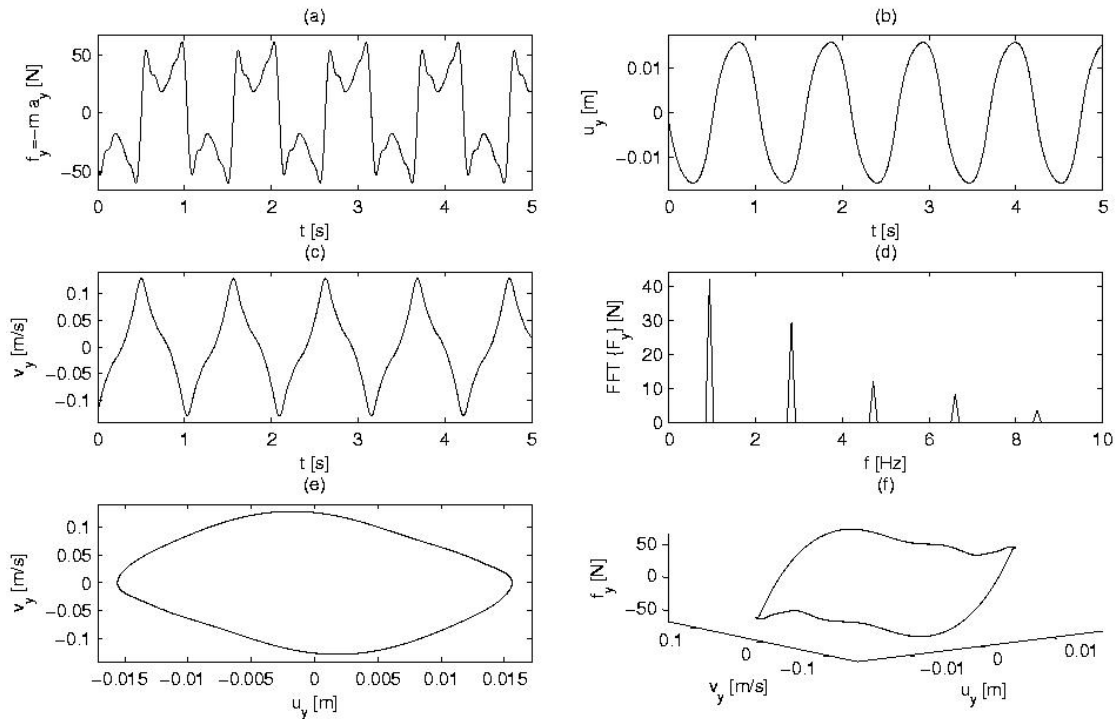 (a)
f_y=-m a_y [N]
50
0
−50
0 1 2 3 4 5
t [s]
(b)
u_y [m]
0.01
0
−0.01
0 1 2 3 4 5
t [s]
(c)
v_y [m/s]
0.1
0.05
0
−0.05
−0.1
0 1 2 3 4 5
t [s]
(d)
FFT {F_y} [N]
40
30
20
10
0
0 2 4 6 8 10
f [Hz]
(e)
v_y [m/s]
0.1
0.05
0
−0.05
−0.1
−0.015 −0.01 −0.005 0 0.005 0.01 0.015
u_y [m]
(f)
f_y [N]
50
0
−50
0.1 0 −0.1
v_y [m/s]
−0.01 0 0.01
u_y [m]